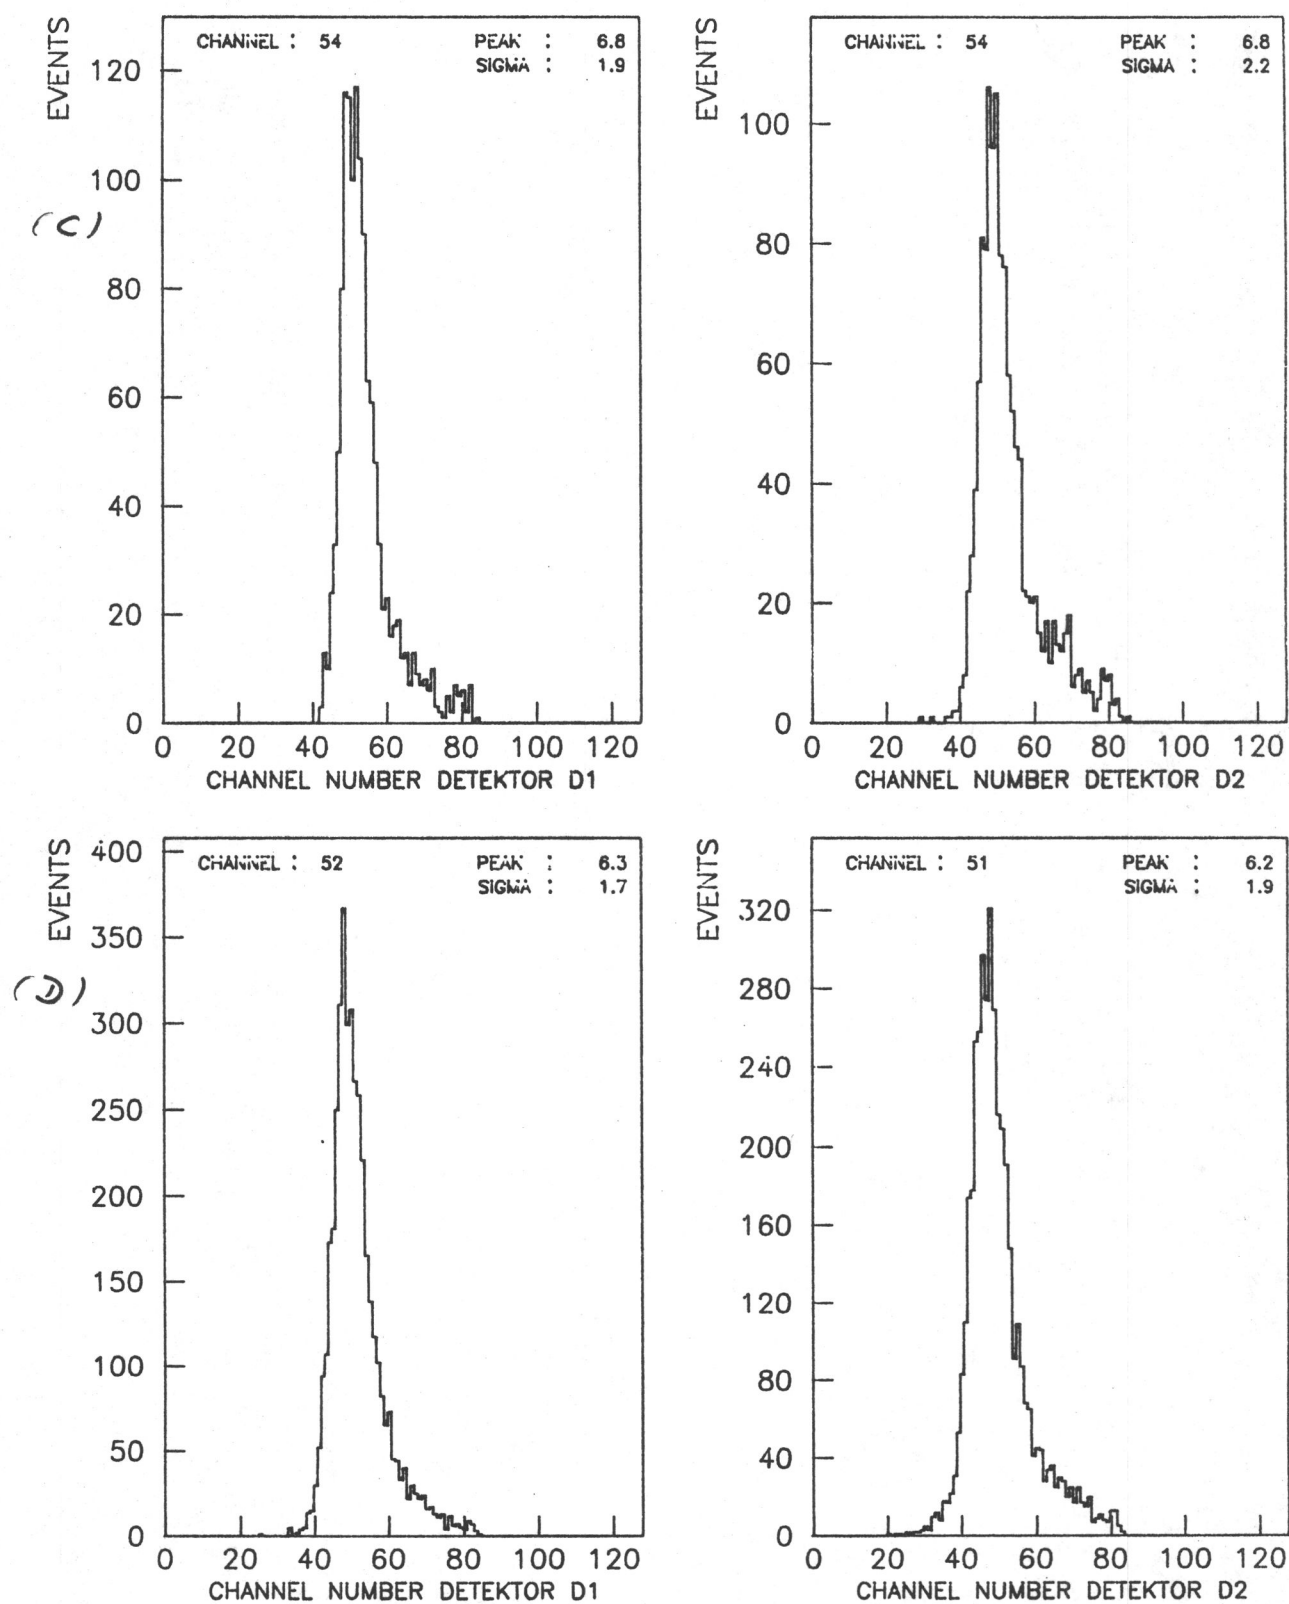 EVENTS
CHANNEL : 54 PEAK : 6.8
SIGMA : 1.9
120
100
(C)
80
60
40
20
0
0 20 40 60 80 100 120
CHANNEL NUMBER DETEKTOR D1
EVENTS
CHANNEL : 54 PEAK : 6.8
SIGMA : 2.2
100
80
60
40
20
0
0 20 40 60 80 100 120
CHANNEL NUMBER DETEKTOR D2
EVENTS
CHANNEL : 52 PEAK : 6.3
SIGMA : 1.7
400
350
(D)
300
250
200
150
100
50
0
0 20 40 60 80 100 120
CHANNEL NUMBER DETEKTOR D1
EVENTS
CHANNEL : 51 PEAK : 6.2
SIGMA : 1.9
320
280
240
200
160
120
80
40
0
0 20 40 60 80 100 120
CHANNEL NUMBER DETEKTOR D2